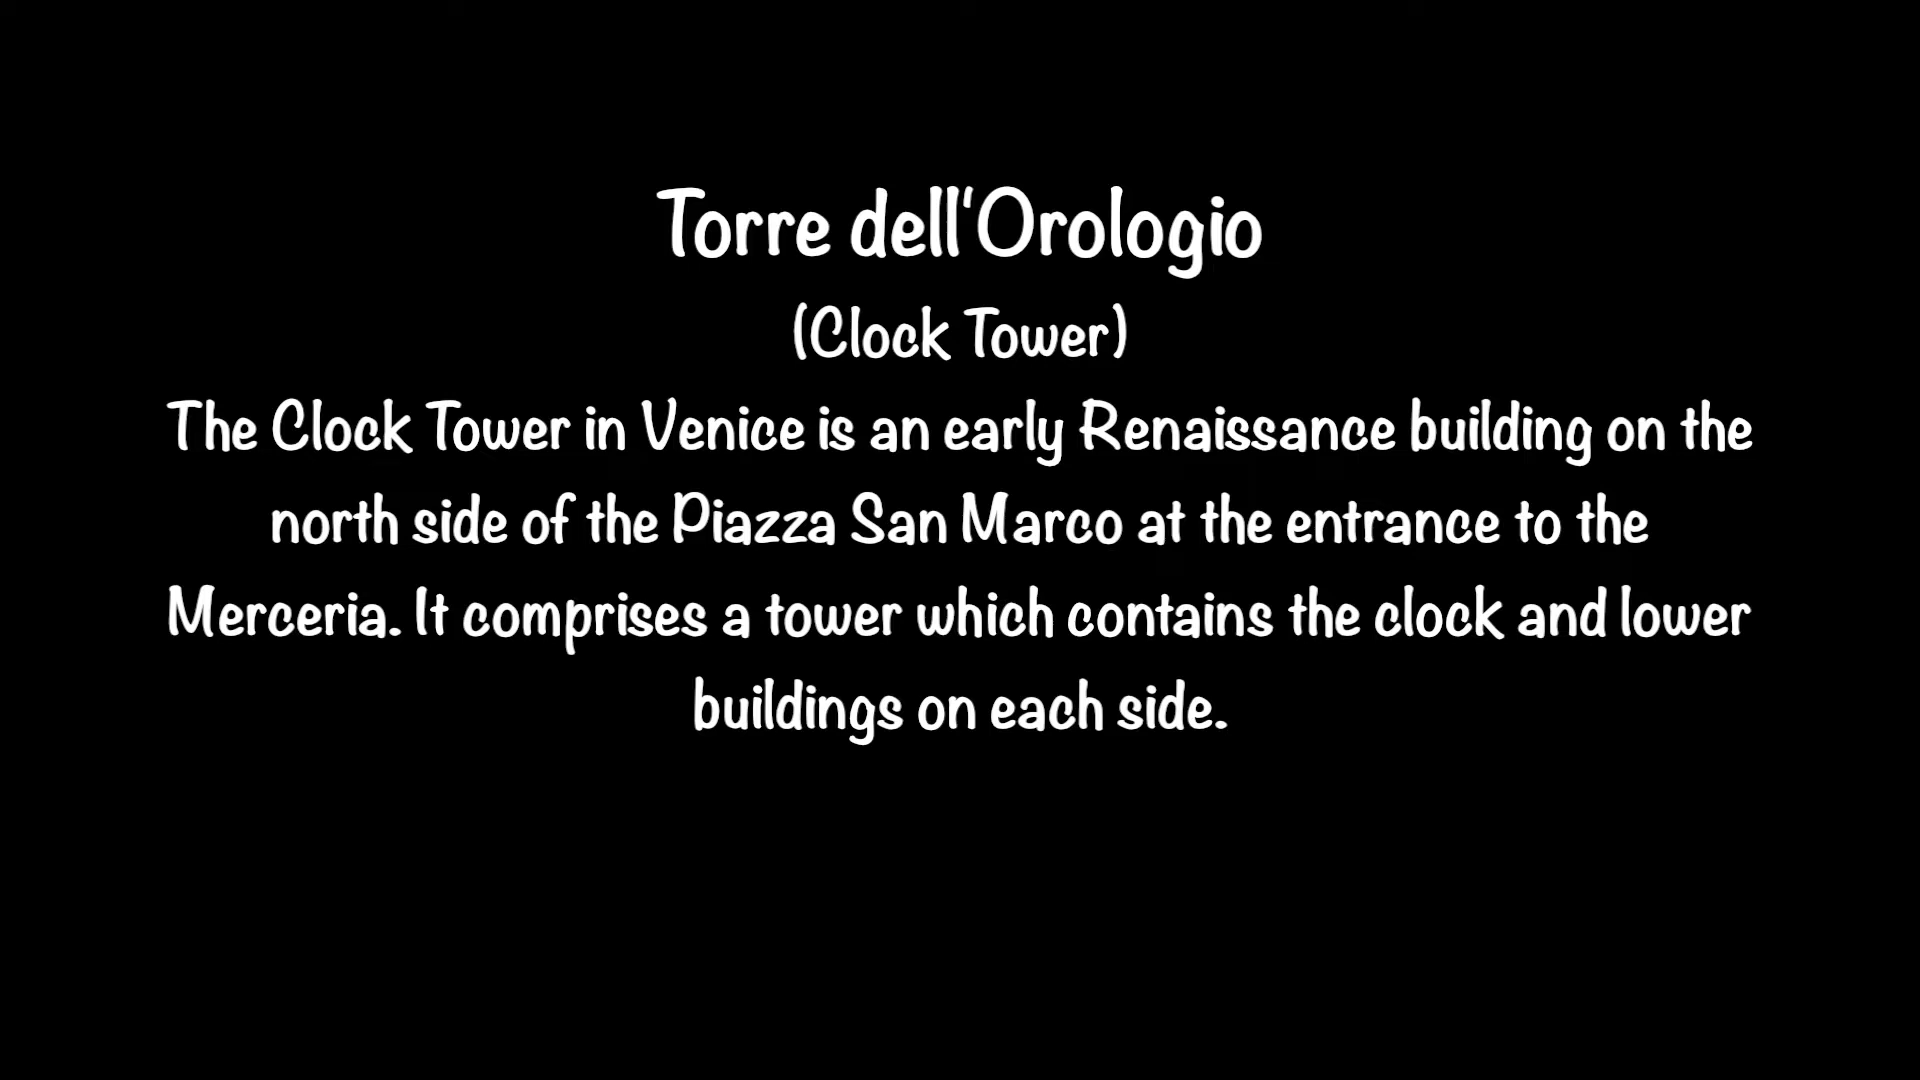 Torre dell'Orologio
(Clock Tower)
The Clock Tower in Venice is an early Renaissance building on the
north side of the Piazza San Marco at the entrance to the
Merceria. It comprises a tower which contains the clock and lower
buildings on each side.